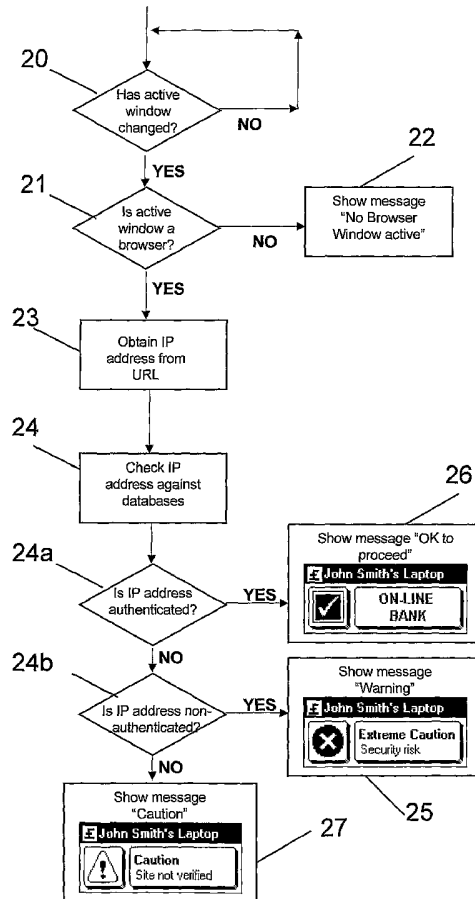 20
Has active
window
changed?
NO
YES
22
21
Is active
window a
browser?
NO
Show message
"No Browser
Window active"
YES
23
Obtain IP
address from
URL
24
Check IP
address against
databases
26
24a
Show message "OK to
proceed"
£ John Smith's Laptop
ON-LINE
BANK
Is IP address
authenticated?
YES
NO
24b
Show message
"Warning"
£ John Smith's Laptop
Extreme Caution
Security risk
Is IP address non-
authenticated?
YES
NO
25
Show message
"Caution"
£ John Smith's Laptop
Caution
Site not verified
27